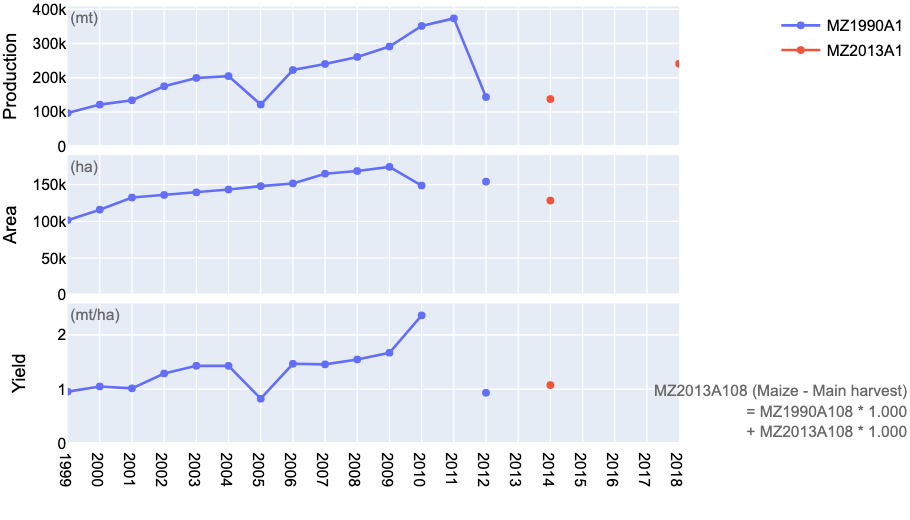 Production
(mt)
400k
300k
200k
100k
0
MZ1990A1
MZ2013A1
Area
(ha)
150k
100k
50k
0
Yield
(mt/ha)
2
1
0
MZ2013A108 (Maize - Main harvest)
= MZ1990A108 * 1.000
+ MZ2013A108 * 1.000
1999
2000
2001
2002
2003
2004
2005
2006
2007
2008
2009
2010
2011
2012
2013
2014
2015
2016
2017
2018